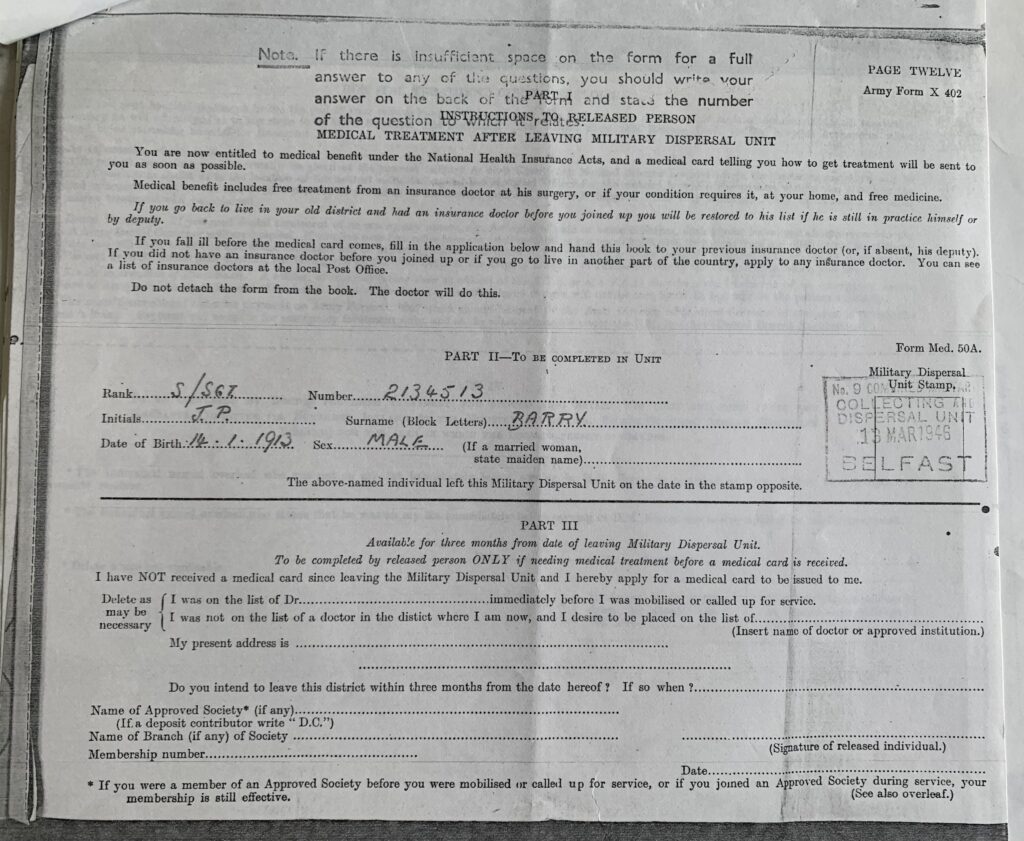 Note. If there is insufficient space on the form for a full
answer to any of the questions, you should write your
answer on the back of the form and state the number
of the question to which it relates.
PAGE TWELVE
Army Form X 402
PART I
INSTRUCTIONS TO RELEASED PERSON
MEDICAL TREATMENT AFTER LEAVING MILITARY DISPERSAL UNIT
You are now entitled to medical benefit under the National Health Insurance Acts, and a medical card telling you how to get treatment will be sent to
you as soon as possible.
Medical benefit includes free treatment from an insurance doctor at his surgery, or if your condition requires it, at your home, and free medicine.
If you go back to live in your old district and had an insurance doctor before you joined up you will be restored to his list if he is still in practice himself or
by deputy.
If you fall ill before the medical card comes, fill in the application below and hand this book to your previous insurance doctor (or, if absent, his deputy).
If you did not have an insurance doctor before you joined up or if you go to live in another part of the country, apply to any insurance doctor. You can see
a list of insurance doctors at the local Post Office.
Do not detach the form from the book. The doctor will do this.
Form Med. 50A.
PART II—TO BE COMPLETED IN UNIT
Military Dispersal
Unit Stamp.
Rank S/SGT Number 2134513
Initials J.P. Surname (Block Letters) BARRY
Date of Birth 14.1.1913 Sex MALE (If a married woman,
state maiden name)
No. 9
COLLECTING AND
DISPERSAL UNIT
13 MAR 1946
BELFAST
The above-named individual left this Military Dispersal Unit on the date in the stamp opposite.
PART III
Available for three months from date of leaving Military Dispersal Unit.
To be completed by released person ONLY if needing medical treatment before a medical card is received.
I have NOT received a medical card since leaving the Military Dispersal Unit and I hereby apply for a medical card to be issued to me.
Delete as
may be
necessary
I was on the list of Dr. immediately before I was mobilised or called up for service.
I was not on the list of a doctor in the distict where I am now, and I desire to be placed on the list of
(Insert name of doctor or approved institution.)
My present address is
Do you intend to leave this district within three months from the date hereof? If so when?
Name of Approved Society* (if any)
(If a deposit contributor write "D.C.")
Name of Branch (if any) of Society
(Signature of released individual.)
Membership number
Date
* If you were a member of an Approved Society before you were mobilised or called up for service, or if you joined an Approved Society during service, your
membership is still effective.
(See also overleaf.)